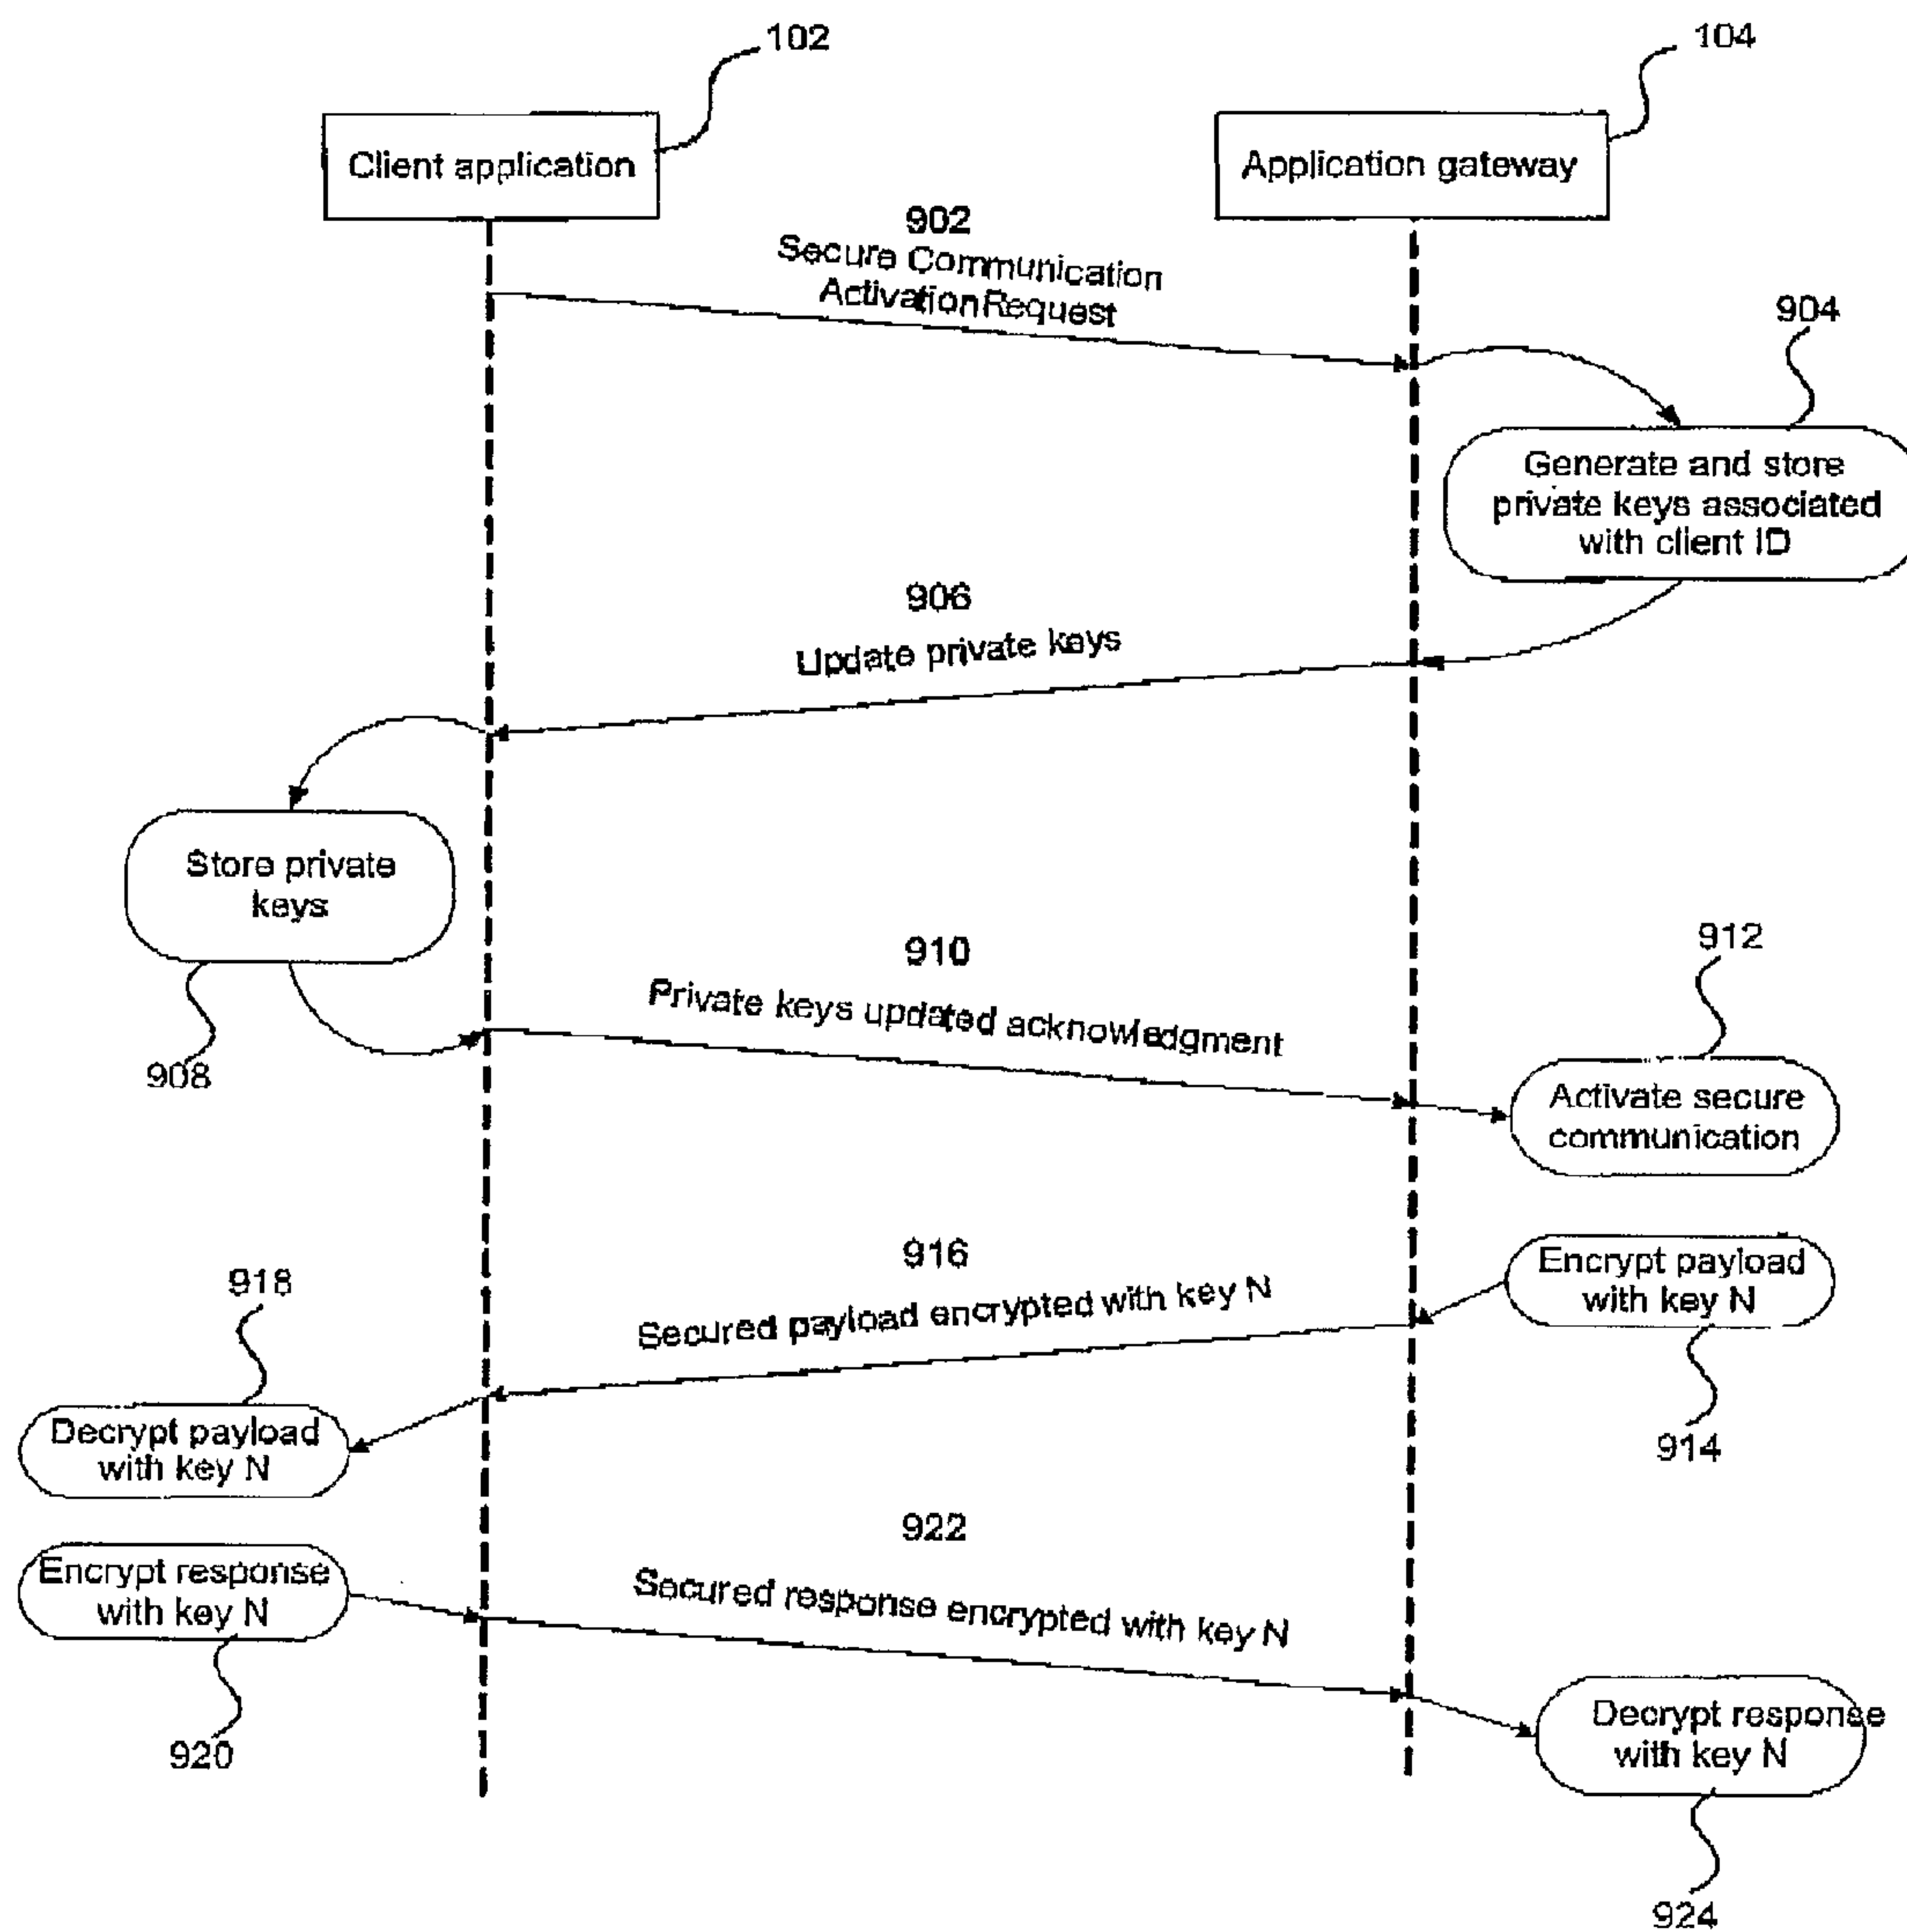 102
104
Client application
Application gateway
902
Secure Communication
Activation Request
904
Generate and store
private keys associated
with client ID
906
Update private keys
Store private
keys
908
910
Private keys updated acknowledgment
912
Activate secure
communication
916
Secured payload encrypted with key N
Encrypt payload
with key N
914
918
Decrypt payload
with key N
922
Secured response encrypted with key N
Encrypt response
with key N
920
Decrypt response
with key N
924